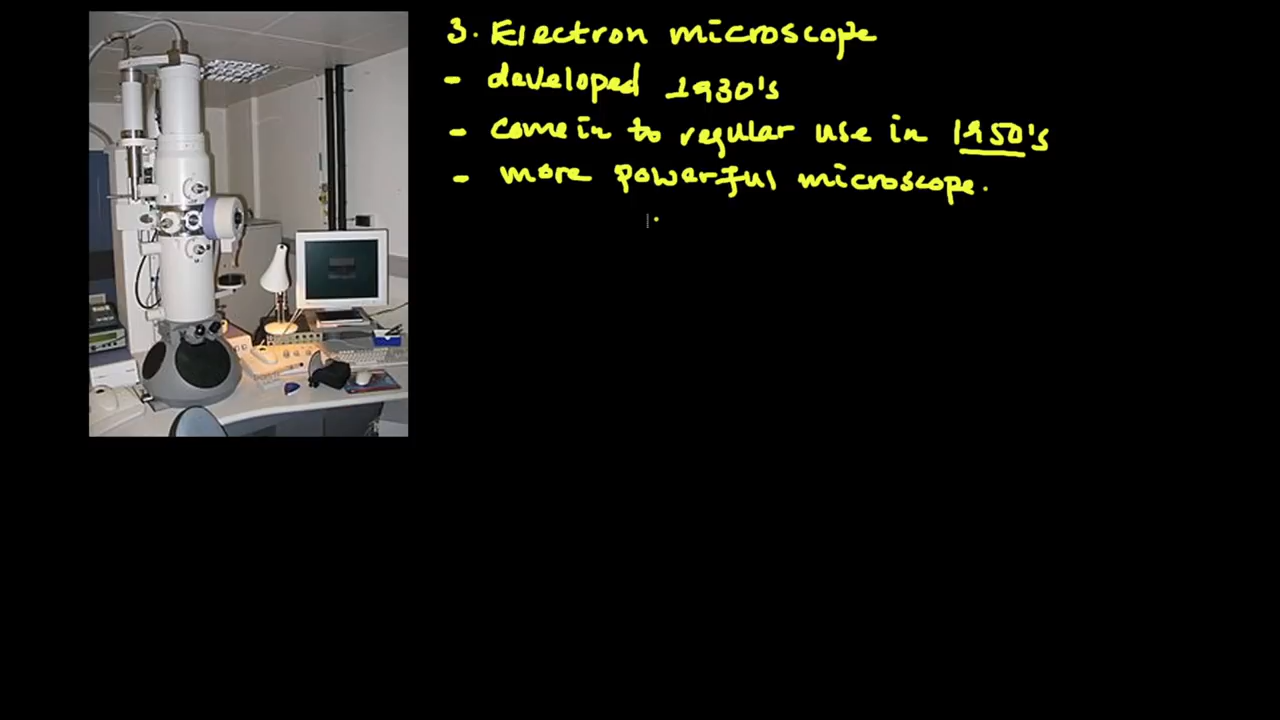 3. Electron microscope
- developed 1930's
- come in to regular use in 1950's
- more powerful microscope.